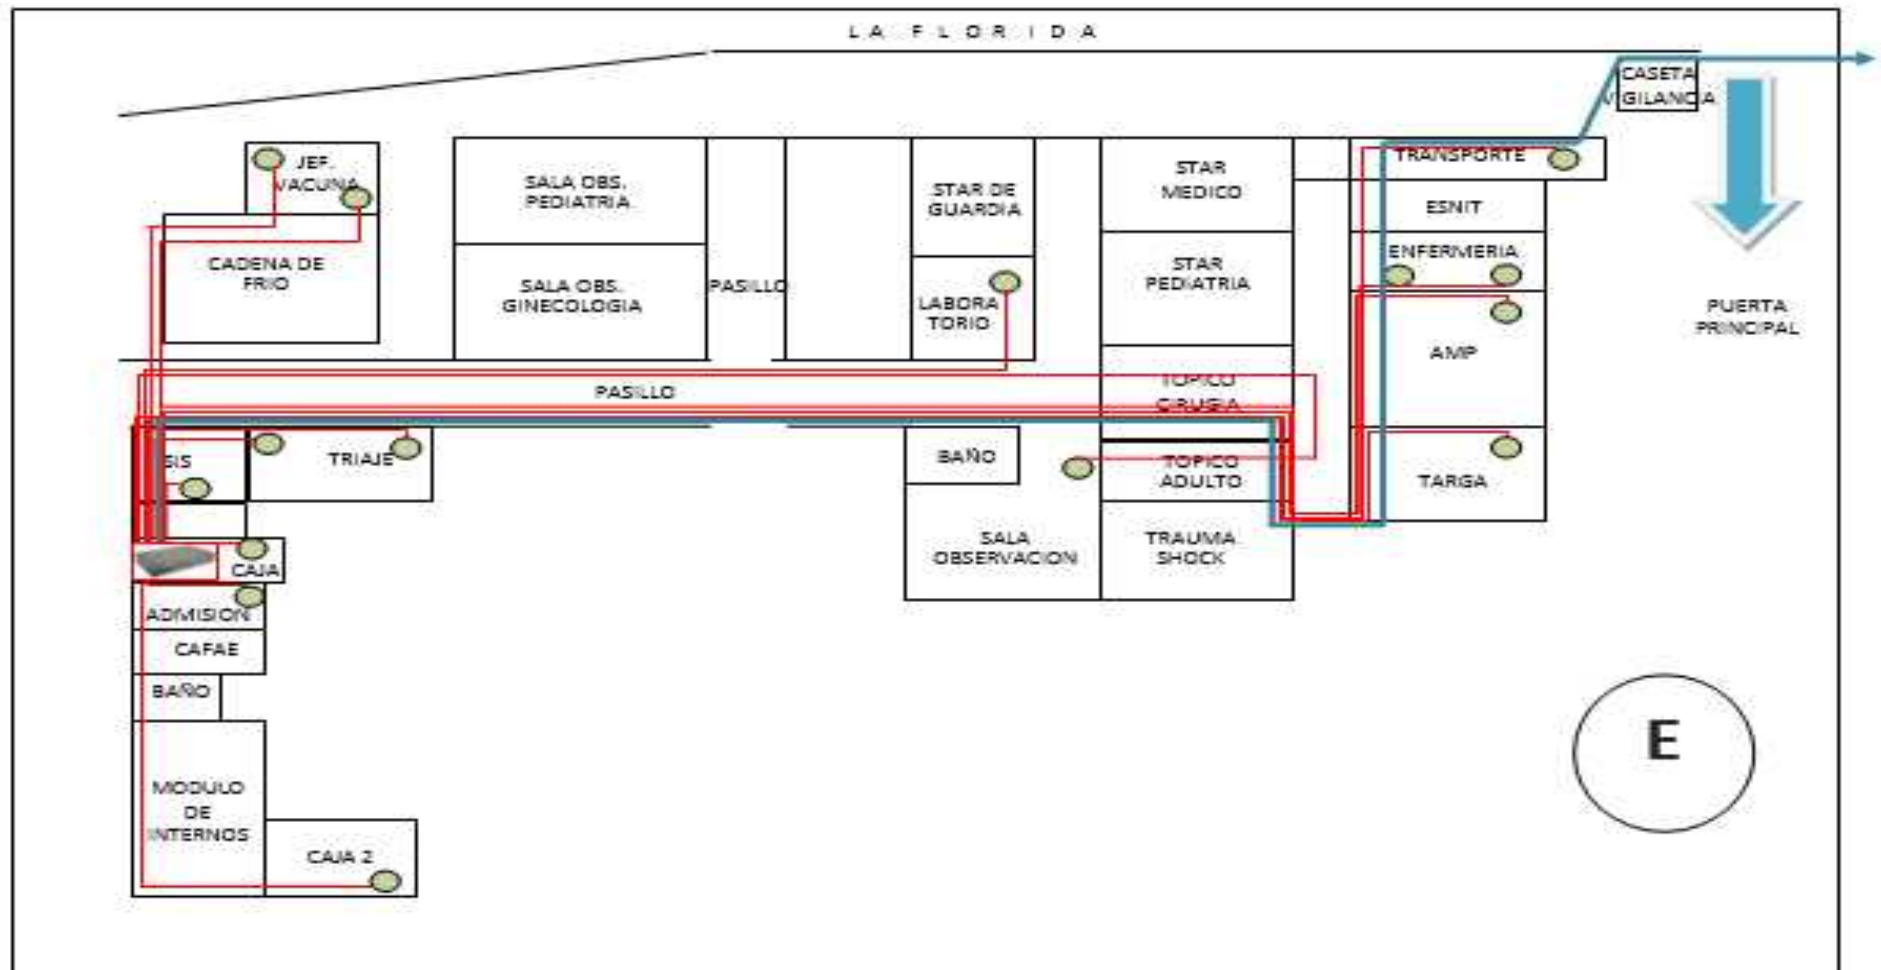 LA FLORIDA
CASETA
VIGILANCIA
JEF.
VACUNA
SALA OBS.
PEDIATRIA
STAR DE
GUARDIA
STAR
MEDICO
TRANSPORTE
ESNIT
ENFERMERIA
CADENA DE
FRIO
SALA OBS.
GINECOLOGIA
PASILLO
LABORA
TORIO
STAR
PEDIATRIA
PUERTA
PRINCIPAL
AMP
PASILLO
TOPICO
CIRUGIA
SIS
TRIAJE
BAÑO
TOPICO
ADULTO
TARGA
SALA
OBSERVACION
TRAUMA
SHOCK
CAJA
ADMISION
CAFAE
BAÑO
MODULO
DE
INTERNOS
CAJA 2
E